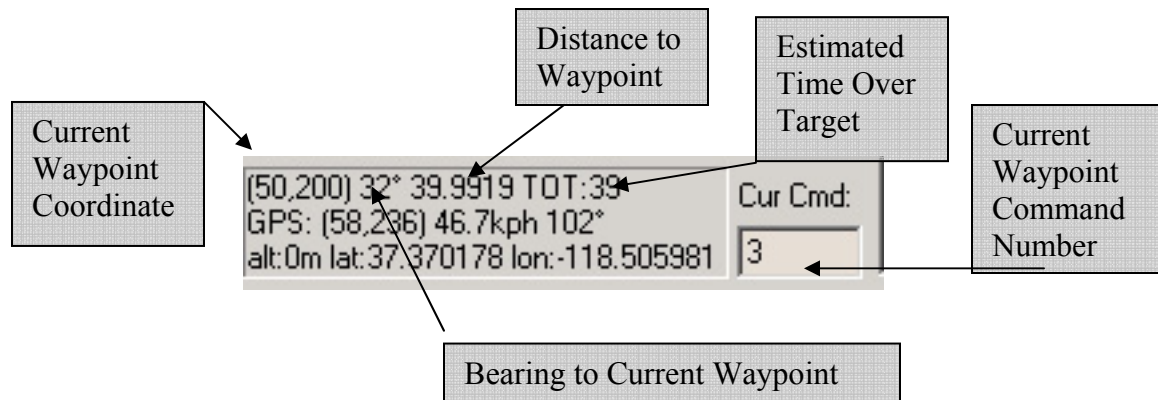 Distance to
Waypoint
Estimated
Time Over
Target
Current
Waypoint
Coordinate
Current
Waypoint
Command
Number
(50,200) 32° 39.9919 TOT:39
GPS: (58,236) 46.7kph 102°
alt:0m lat:37.370178 lon:-118.505981
Cur Cmd:
3
Bearing to Current Waypoint